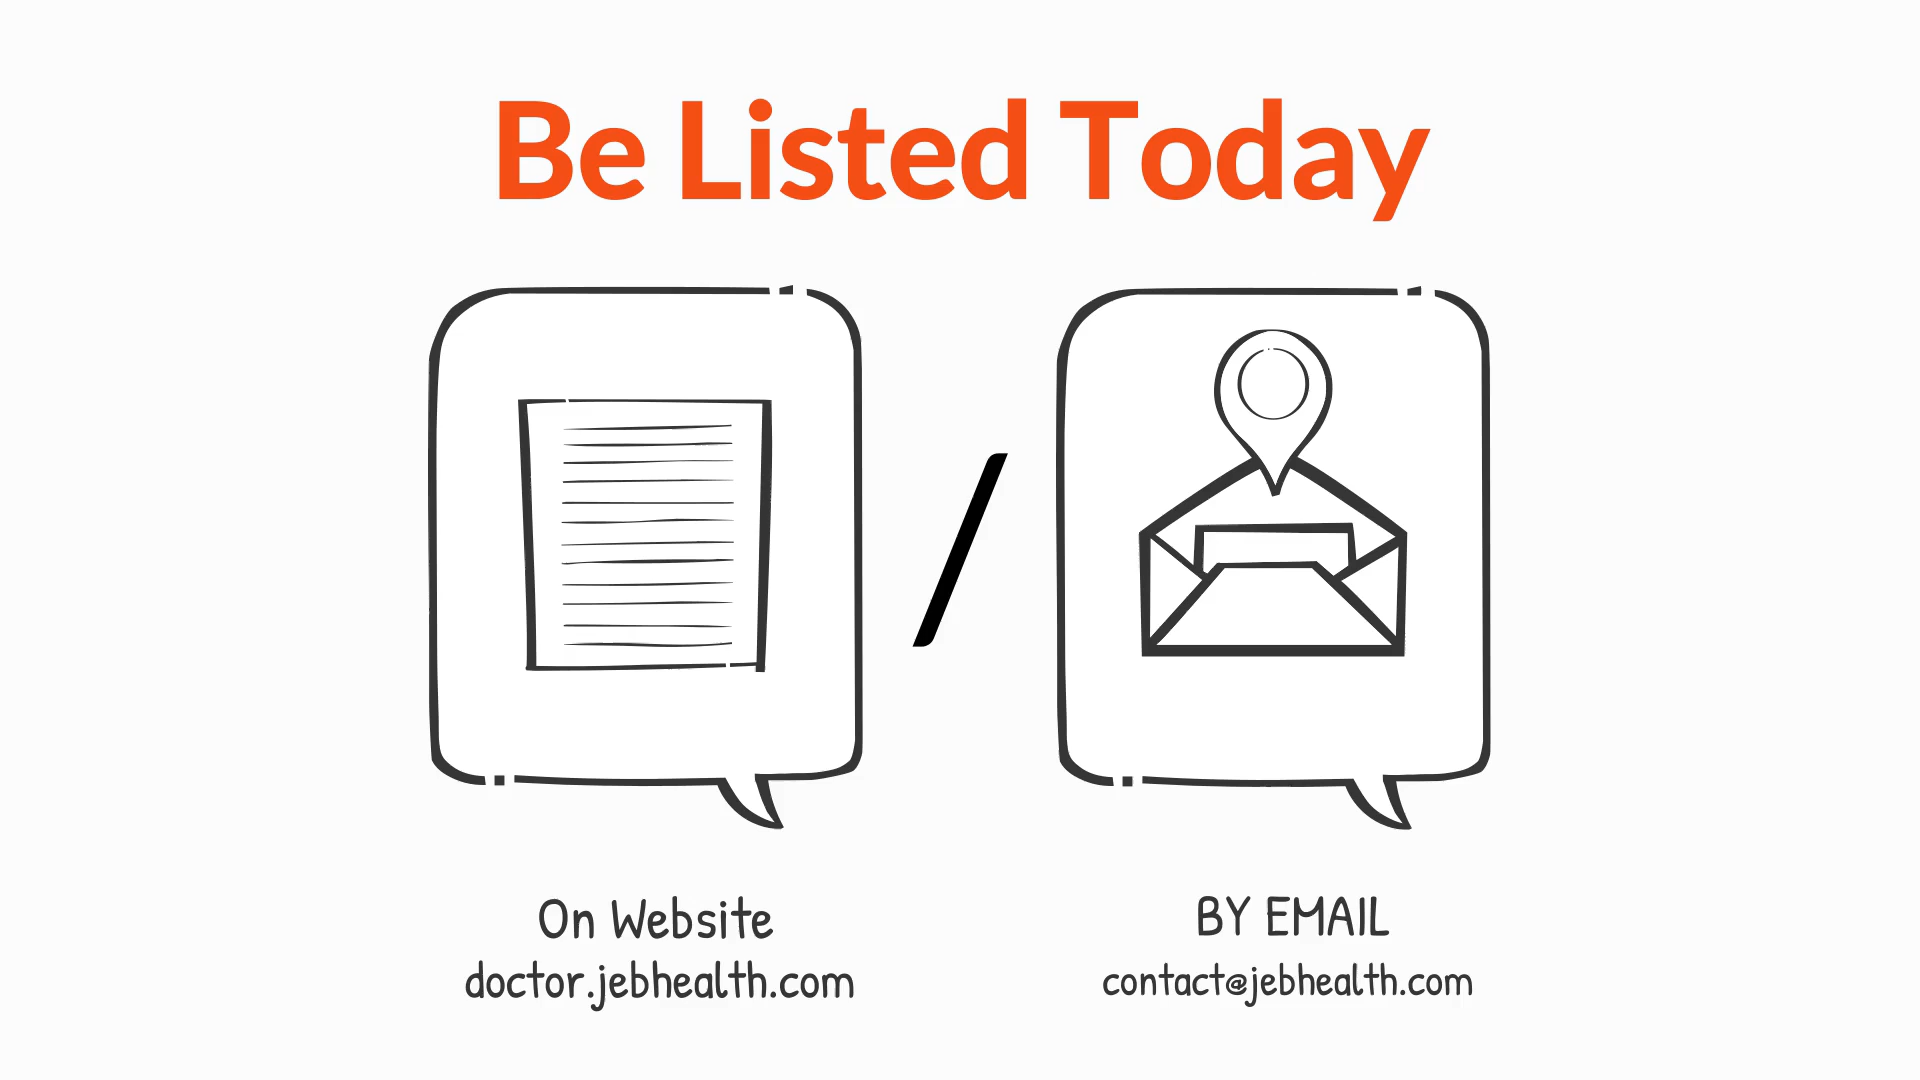 Be Listed Today
/
On Website
doctor.jebhealth.com
BY EMAIL
contact@jebhealth.com